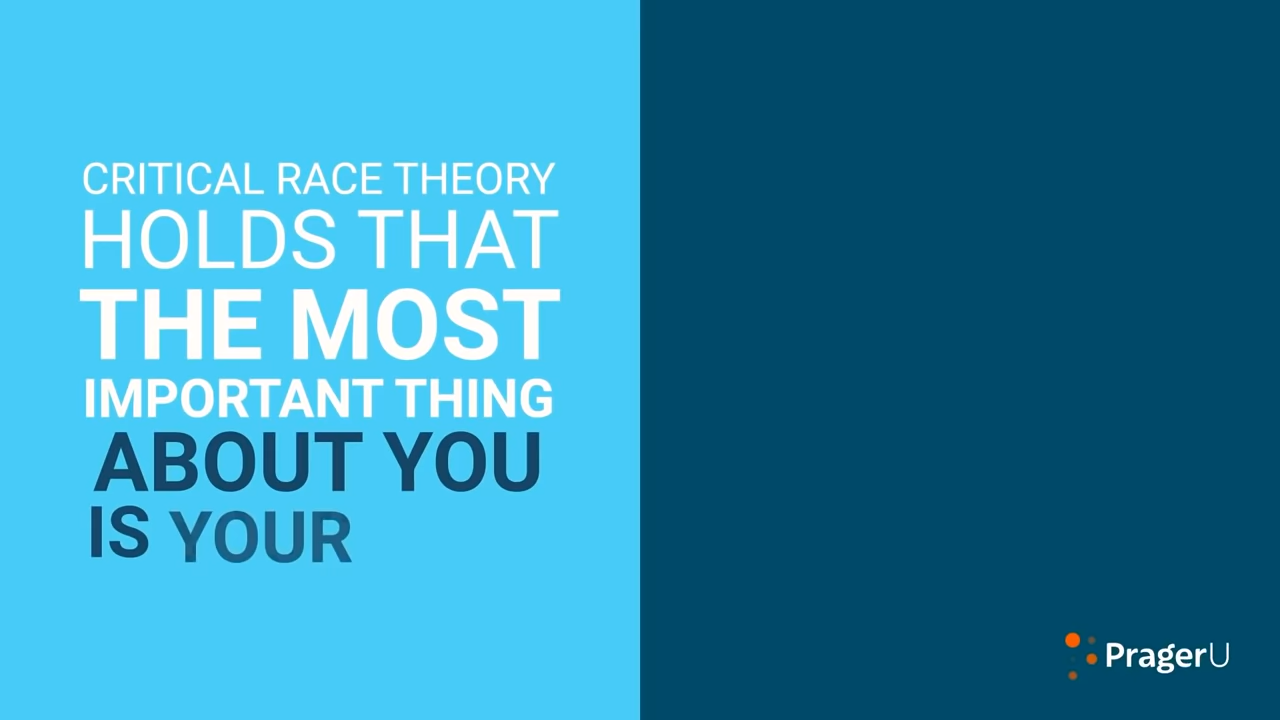 CRITICAL RACE THEORY
HOLDS THAT
THE MOST
IMPORTANT THING
ABOUT YOU
IS YOUR
PragerU